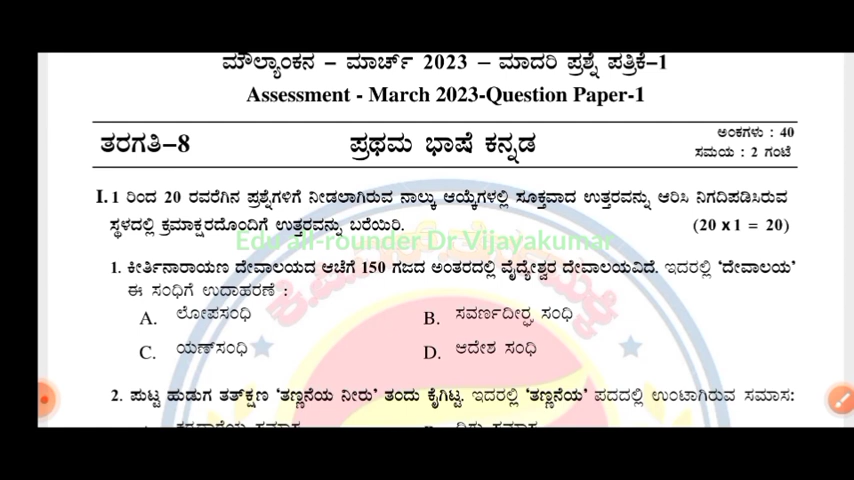 ಮೌಲ್ಯಾಂಕನ – ಮಾರ್ಚ್ 2023 – ಮಾದರಿ ಪ್ರಶ್ನೆ ಪತ್ರಿಕೆ-1
Assessment - March 2023-Question Paper-1
ತರಗತಿ-8 ಪ್ರಥಮ ಭಾಷೆ ಕನ್ನಡ ಅಂಕಗಳು : 40
ಸಮಯ : 2 ಗಂಟೆ
I. 1 ರಿಂದ 20 ರವರೆಗಿನ ಪ್ರಶ್ನೆಗಳಿಗೆ ನೀಡಲಾಗಿರುವ ನಾಲ್ಕು ಆಯ್ಕೆಗಳಲ್ಲಿ ಸೂಕ್ತವಾದ ಉತ್ತರವನ್ನು ಆರಿಸಿ ನಿಗದಿಪಡಿಸಿರುವ
ಸ್ಥಳದಲ್ಲಿ ಕ್ರಮಾಕ್ಷರದೊಂದಿಗೆ ಉತ್ತರವನ್ನು ಬರೆಯಿರಿ. (20 x 1 = 20)
Edu all-rounder Dr Vijayakumar
1. ಕೀರ್ತಿನಾರಾಯಣ ದೇವಾಲಯದ ಆಚೆಗೆ 150 ಗಜದ ಅಂತರದಲ್ಲಿ ವೈದ್ಯೇಶ್ವರ ದೇವಾಲಯವಿದೆ. ಇದರಲ್ಲಿ ‘ದೇವಾಲಯ’
ಈ ಸಂಧಿಗೆ ಉದಾಹರಣೆ :
A. ಲೋಪಸಂಧಿ B. ಸವರ್ಣದೀರ್ಘ ಸಂಧಿ
C. ಯಣ್‌ಸಂಧಿ D. ಆದೇಶ ಸಂಧಿ
2. ಪುಟ್ಟ ಹುಡುಗ ತತ್‌ಕ್ಷಣ ‘ತಣ್ಣನೆಯ ನೀರು’ ತಂದು ಕೈಗಿಟ್ಟ. ಇದರಲ್ಲಿ ‘ತಣ್ಣನೆಯ’ ಪದದಲ್ಲಿ ಉಂಟಾಗಿರುವ ಸಮಾಸ: